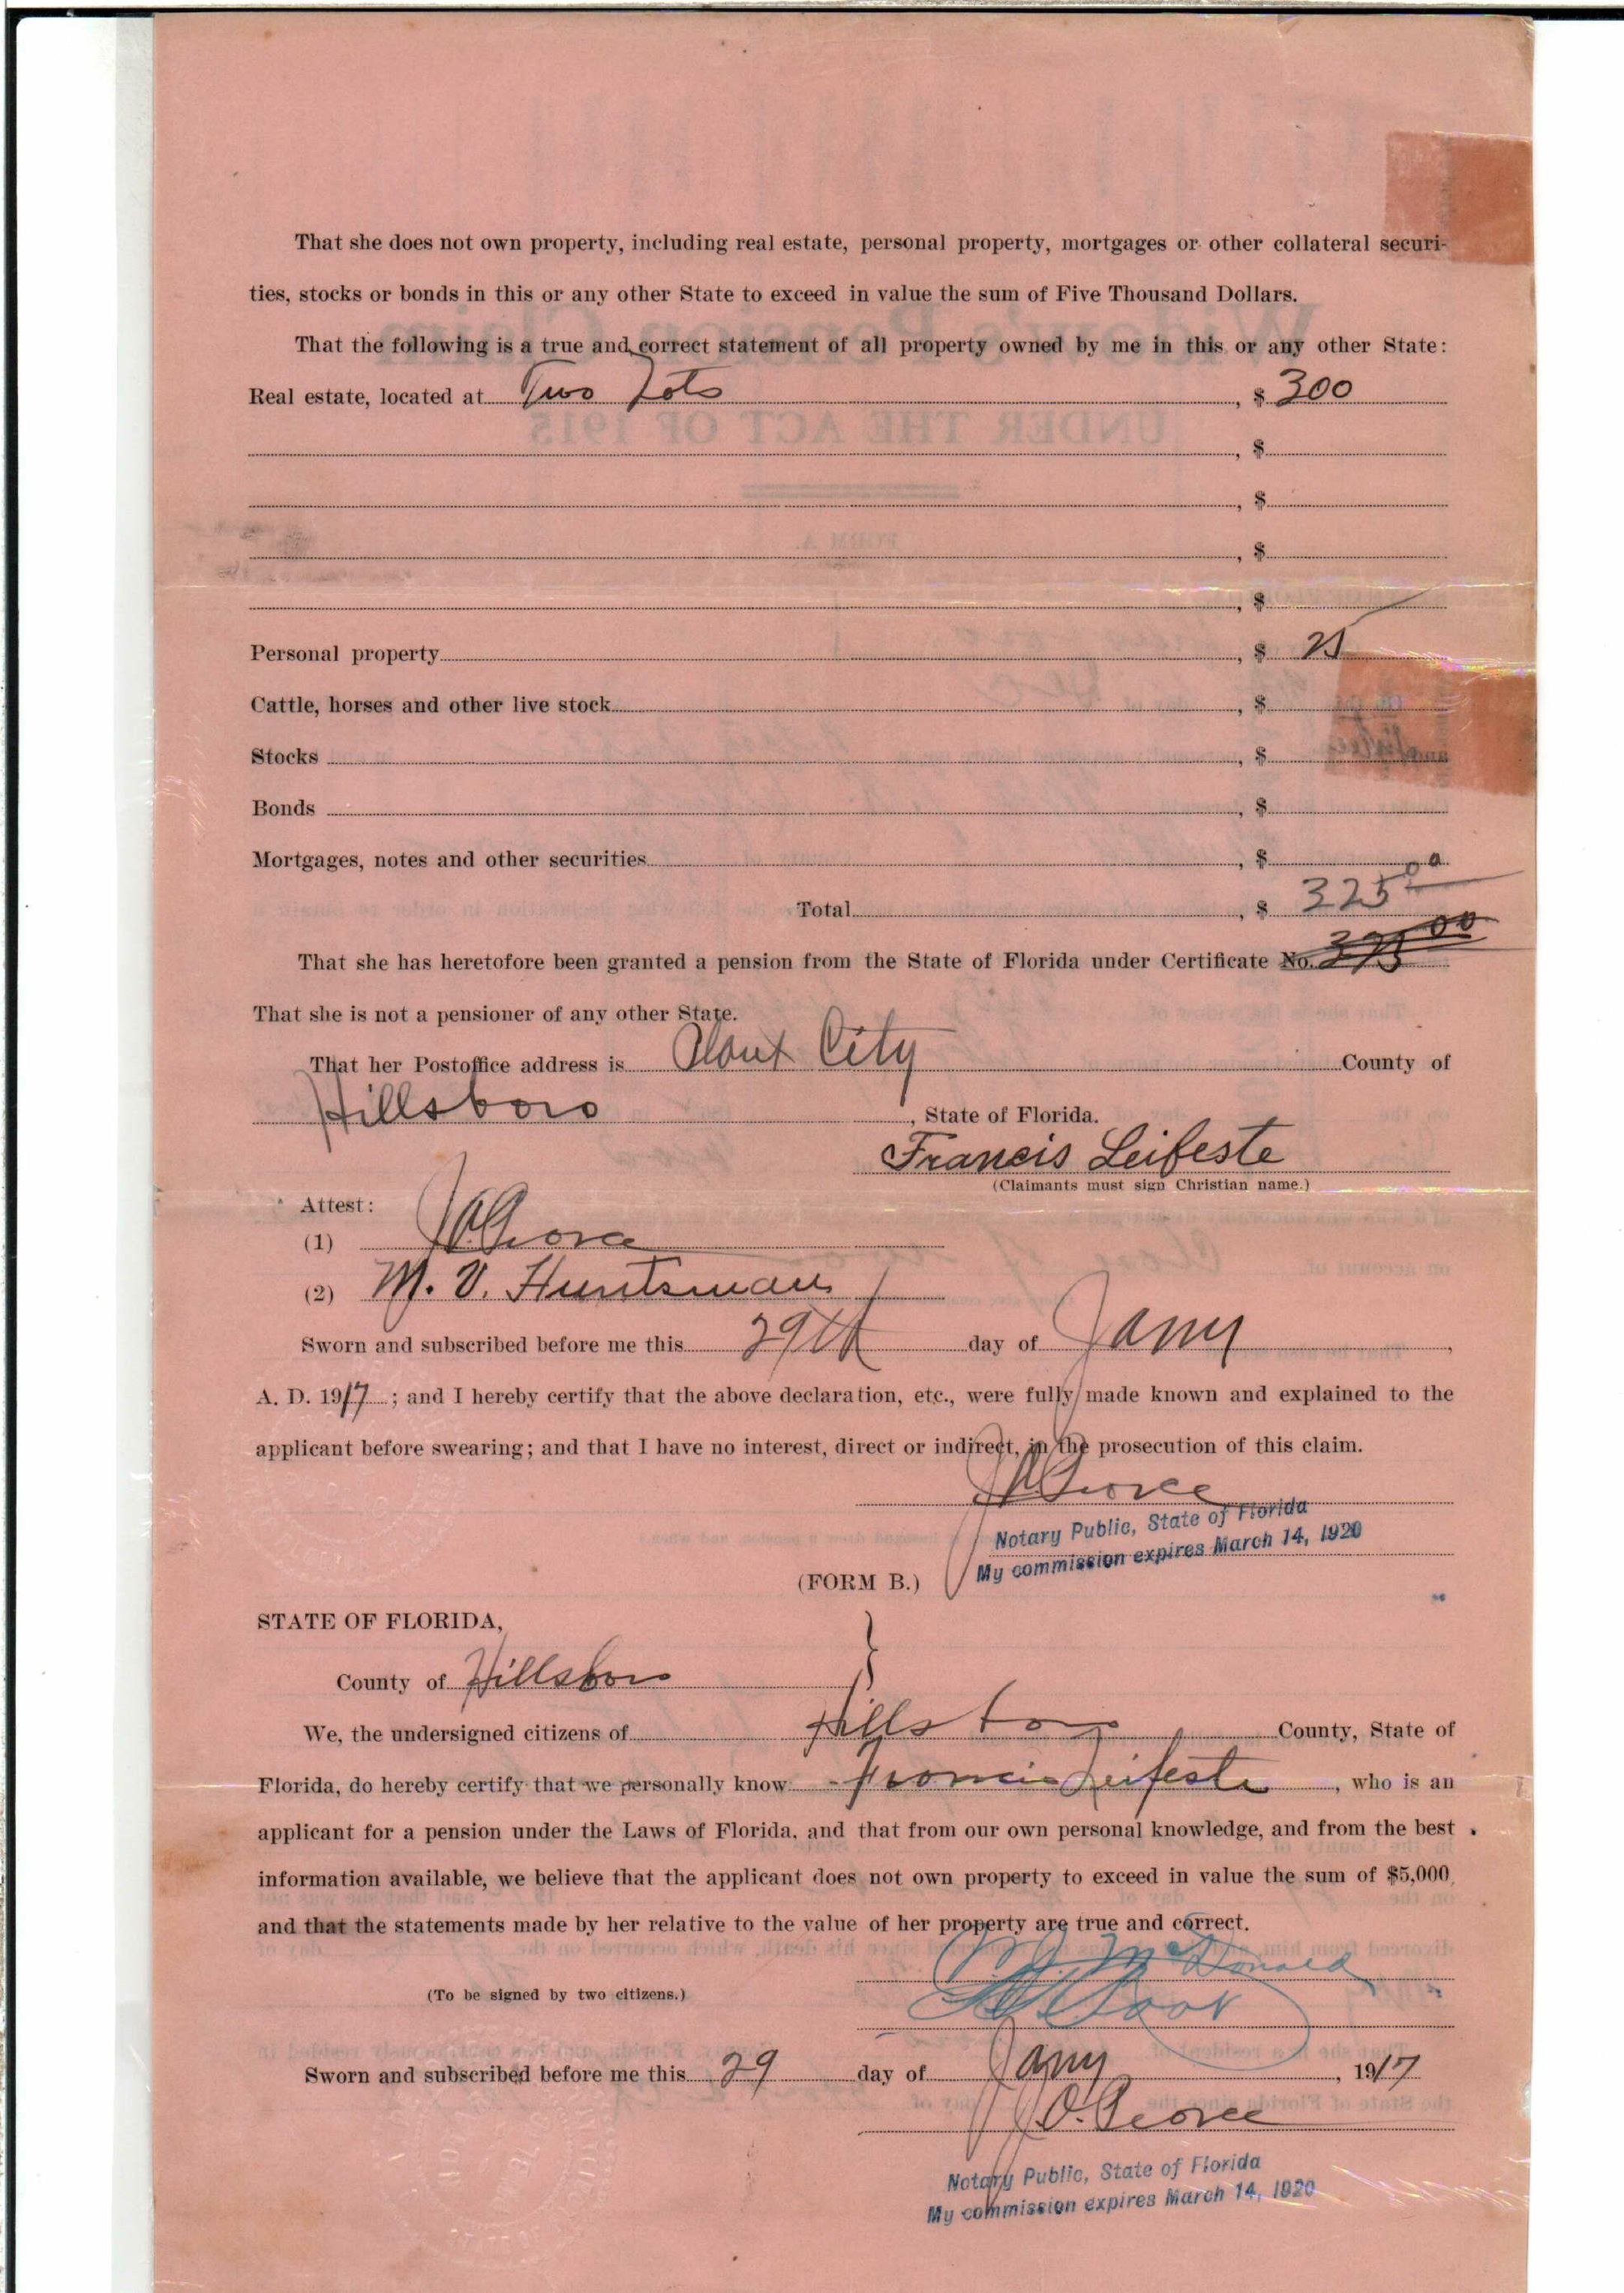 That she does not own property, including real estate, personal property, mortgages or other collateral securi-
ties, stocks or bonds in this or any other State to exceed in value the sum of Five Thousand Dollars.
That the following is a true and correct statement of all property owned by me in this or any other State:
Real estate, located at Two Lots, $ 300
, $
, $
, $
, $
Personal property, $ 25
Cattle, horses and other live stock, $
Stocks, $
Bonds, $
Mortgages, notes and other securities, $
Total, $ 325 00
That she has heretofore been granted a pension from the State of Florida under Certificate No. 375 00
That she is not a pensioner of any other State.
That her Postoffice address is Plant City County of
Hillsboro, State of Florida.
Francis Leifeste
(Claimants must sign Christian name.)
Attest:
(1)
(2) M. V. Huntsman
Sworn and subscribed before me this 29th day of Jany,
A. D. 1917; and I hereby certify that the above declaration, etc., were fully made known and explained to the
applicant before swearing; and that I have no interest, direct or indirect, in the prosecution of this claim.
Notary Public, State of Florida
My commission expires March 14, 1920
(FORM B.)
STATE OF FLORIDA,
County of Hillsboro
We, the undersigned citizens of Hillsboro County, State of
Florida, do hereby certify that we personally know Francis Leifeste, who is an
applicant for a pension under the Laws of Florida, and that from our own personal knowledge, and from the best
information available, we believe that the applicant does not own property to exceed in value the sum of $5,000,
and that the statements made by her relative to the value of her property are true and correct.
McDonald
(To be signed by two citizens.)
Sworn and subscribed before me this 29 day of Jany, 1917
Notary Public, State of Florida
My commission expires March 14, 1920